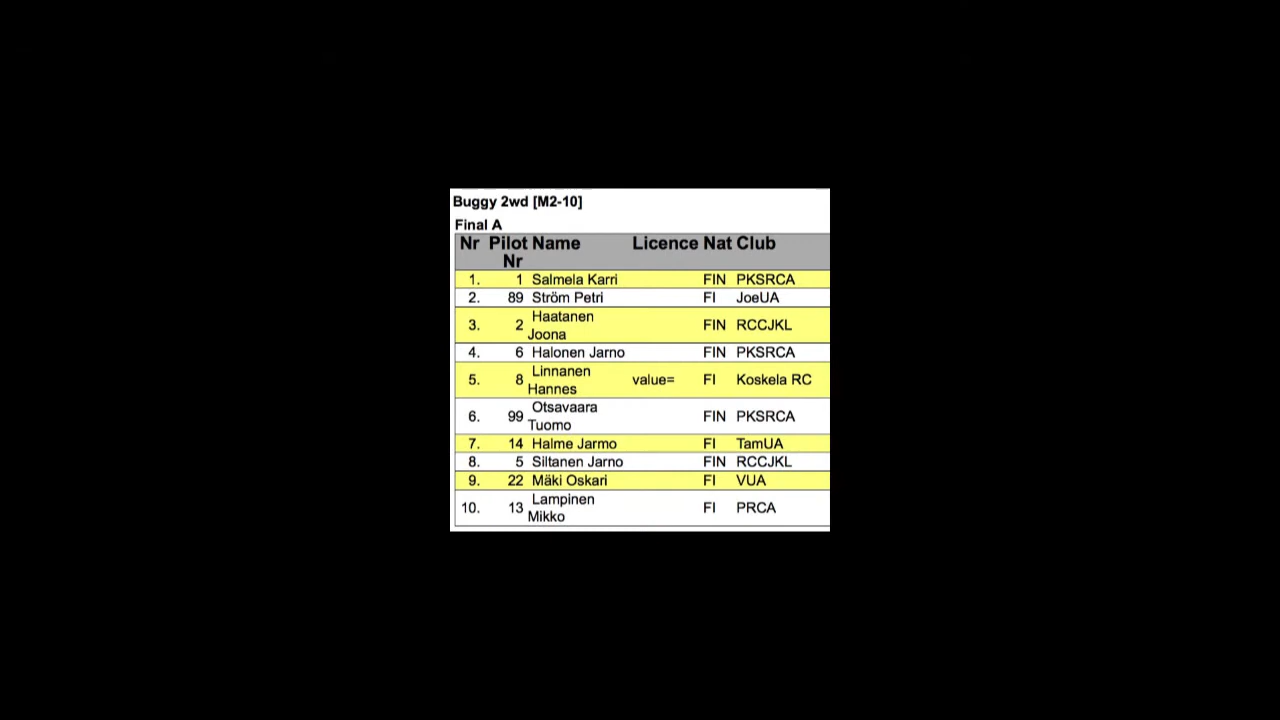 Buggy 2wd [M2-10]
Final A
Nr Pilot Name Licence Nat Club
Nr
1. 1 Salmela Karri FIN PKSRCA
2. 89 Ström Petri FI JoeUA
Haatanen
3. 2 FIN RCCJKL
Joona
4. 6 Halonen Jarno FIN PKSRCA
Linnanen
5. 8 value= FI Koskela RC
Hannes
Otsavaara
6. 99 FIN PKSRCA
Tuomo
7. 14 Halme Jarmo FI TamUA
8. 5 Siltanen Jarno FIN RCCJKL
9. 22 Mäki Oskari FI VUA
Lampinen
10. 13 FI PRCA
Mikko